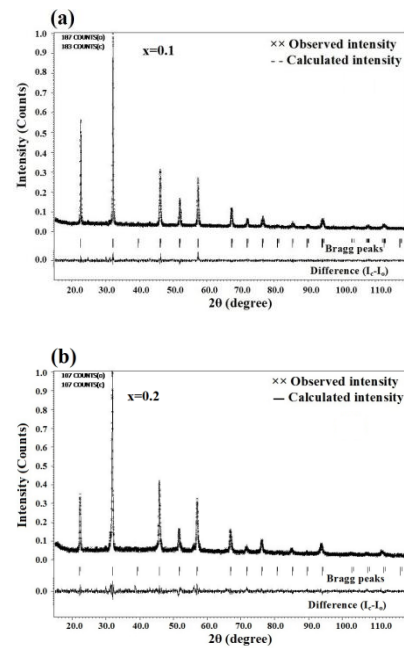 (a)
187 COUNTS(o)
183 COUNTS(c)
x=0.1
×× Observed intensity
-- Calculated intensity
Intensity (Counts)
1.0
0.9
0.8
0.7
0.6
0.5
0.4
0.3
0.2
0.1
0.0
Bragg peaks
0.0
Difference (Ic-Io)
20.0 30.0 40.0 50.0 60.0 70.0 80.0 90.0 100.0 110.0
2θ (degree)
(b)
107 COUNTS(o)
107 COUNTS(c)
x=0.2
×× Observed intensity
— Calculated intensity
Intensity (Counts)
1.0
0.9
0.8
0.7
0.6
0.5
0.4
0.3
0.2
0.1
0.0
Bragg peaks
0.0
Difference (Ic-Io)
20.0 30.0 40.0 50.0 60.0 70.0 80.0 90.0 100.0 110.0
2θ (degree)